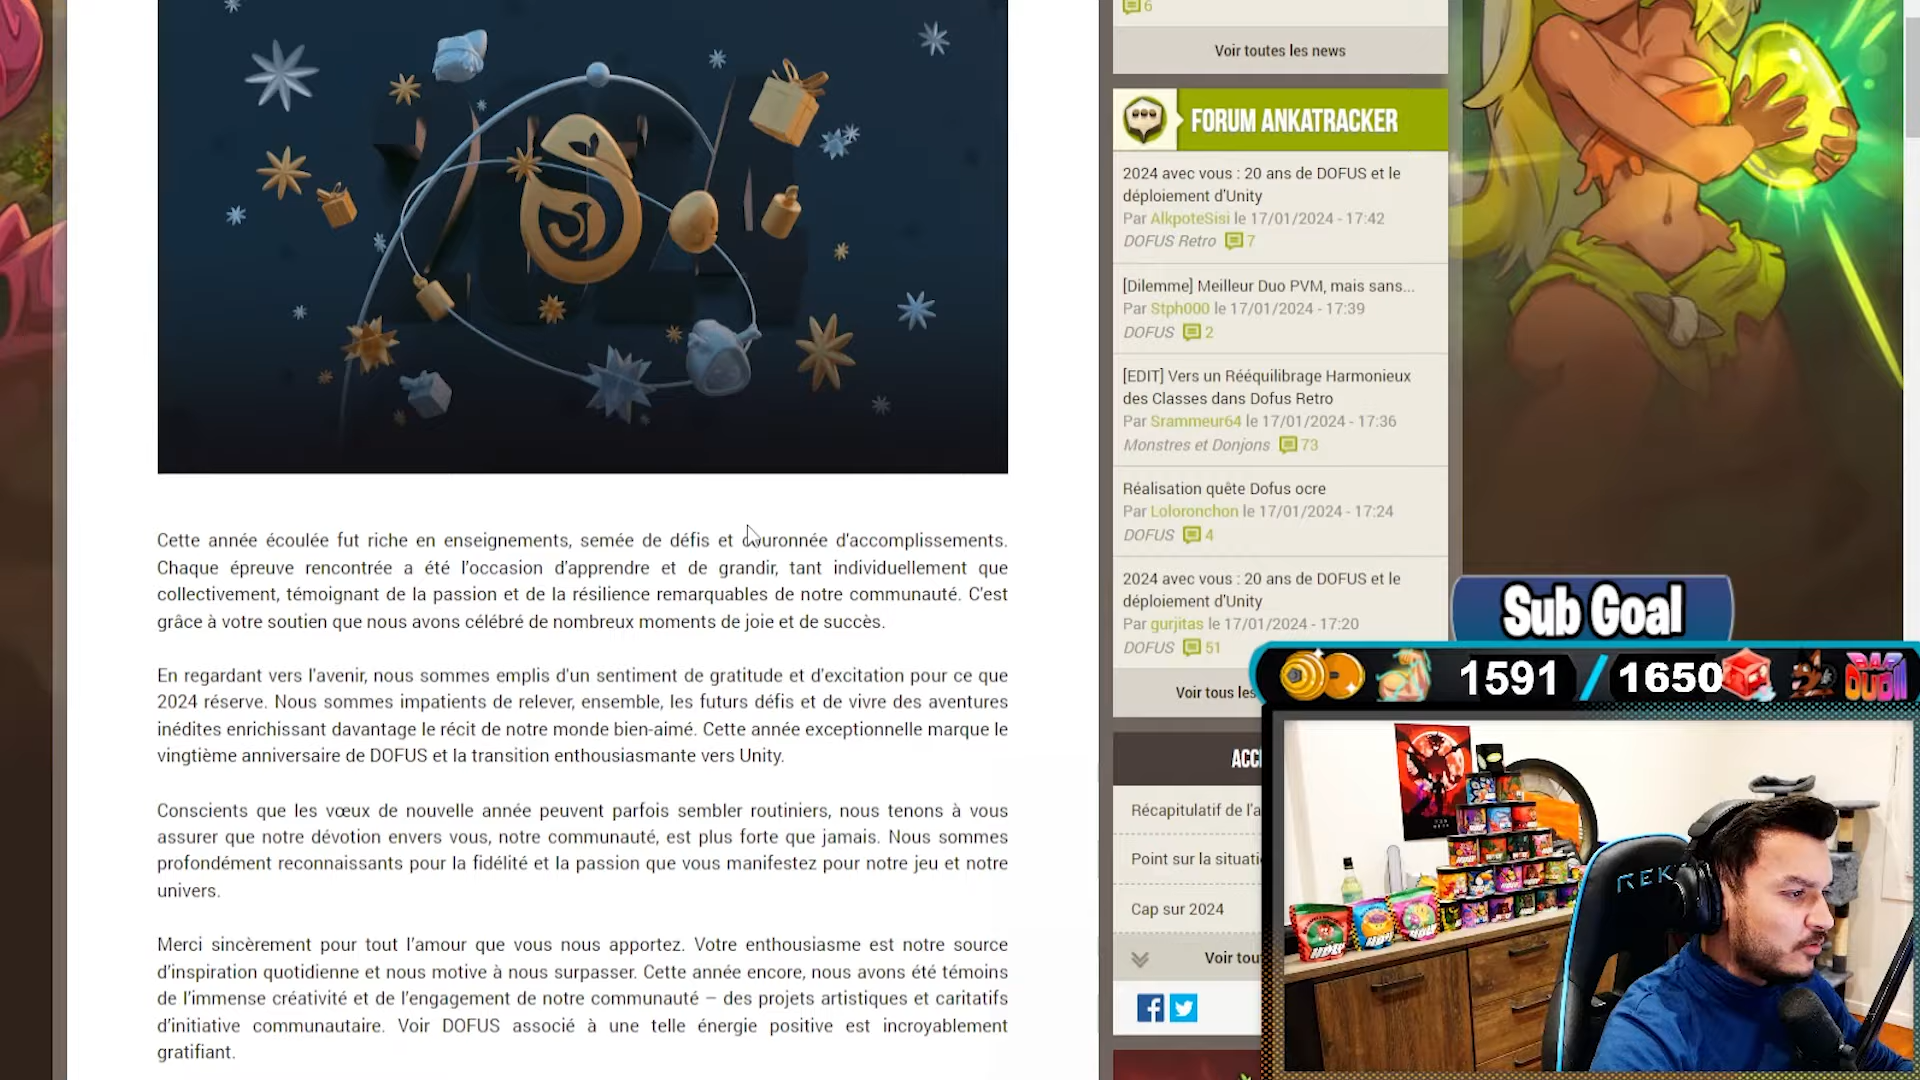 Cette année écoulée fut riche en enseignements, semée de défis et couronnée d'accomplissements.
Chaque épreuve rencontrée a été l'occasion d'apprendre et de grandir, tant individuellement que
collectivement, témoignant de la passion et de la résilience remarquables de notre communauté. C'est
grâce à votre soutien que nous avons célébré de nombreux moments de joie et de succès.
En regardant vers l'avenir, nous sommes emplis d'un sentiment de gratitude et d'excitation pour ce que
2024 réserve. Nous sommes impatients de relever, ensemble, les futurs défis et de vivre des aventures
inédites enrichissant davantage le récit de notre monde bien-aimé. Cette année exceptionnelle marque le
vingtième anniversaire de DOFUS et la transition enthousiasmante vers Unity.
Conscients que les vœux de nouvelle année peuvent parfois sembler routiniers, nous tenons à vous
assurer que notre dévotion envers vous, notre communauté, est plus forte que jamais. Nous sommes
profondément reconnaissants pour la fidélité et la passion que vous manifestez pour notre jeu et notre
univers.
Merci sincèrement pour tout l'amour que vous nous apportez. Votre enthousiasme est notre source
d'inspiration quotidienne et nous motive à nous surpasser. Cette année encore, nous avons été témoins
de l'immense créativité et de l'engagement de notre communauté – des projets artistiques et caritatifs
d'initiative communautaire. Voir DOFUS associé à une telle énergie positive est incroyablement
gratifiant.
6
Voir toutes les news
FORUM ANKATRACKER
2024 avec vous : 20 ans de DOFUS et le
déploiement d'Unity
Par AlkpoteSisi le 17/01/2024 - 17:42
DOFUS Retro 7
[Dilemme] Meilleur Duo PVM, mais sans...
Par Stph000 le 17/01/2024 - 17:39
DOFUS 2
[EDIT] Vers un Rééquilibrage Harmonieux
des Classes dans Dofus Retro
Par Srammeur64 le 17/01/2024 - 17:36
Monstres et Donjons 73
Réalisation quête Dofus ocre
Par Loloronchon le 17/01/2024 - 17:24
DOFUS 4
2024 avec vous : 20 ans de DOFUS et le
déploiement d'Unity
Par gurjitas le 17/01/2024 - 17:20
DOFUS 51
Voir tous les
ACC
Récapitulatif de l'a
Point sur la situati
Cap sur 2024
Voir tou
Sub Goal
1591 / 1650
REK